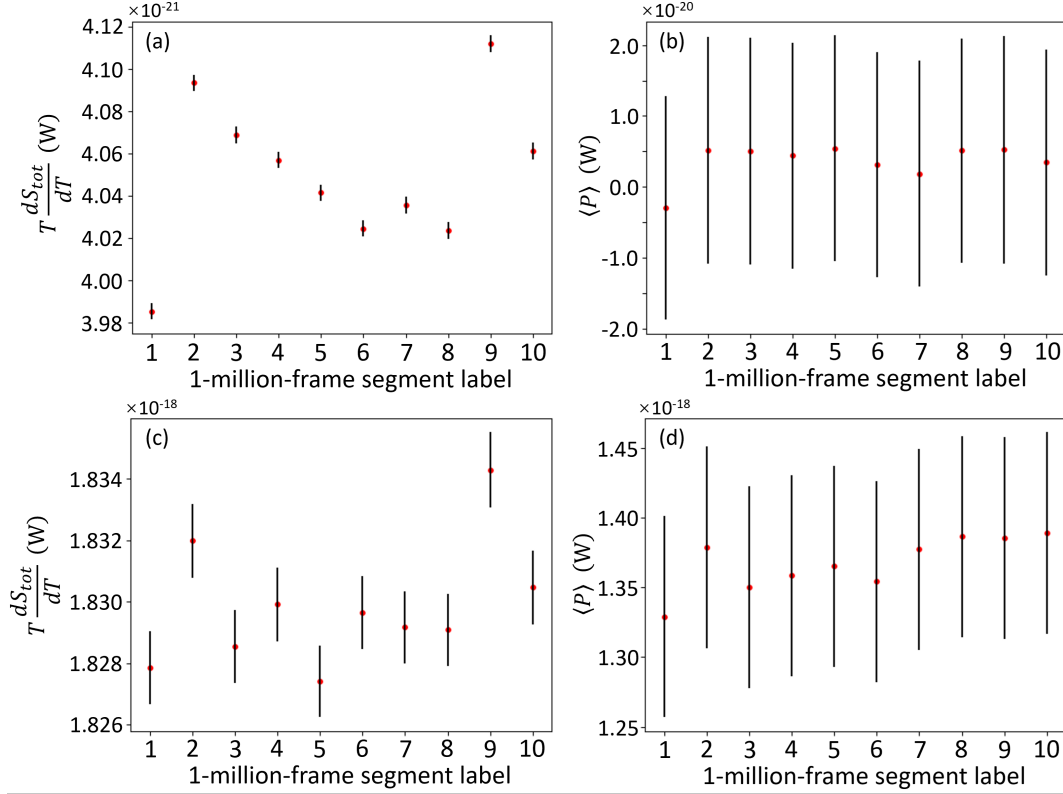 ×10⁻²¹
(a)
4.12
4.10
4.08
4.06
4.04
4.02
4.00
3.98
T dS_tot/dT (W)
1 2 3 4 5 6 7 8 9 10
1-million-frame segment label
×10⁻²⁰
(b)
2.0
1.0
0.0
-1.0
-2.0
⟨P⟩ (W)
1 2 3 4 5 6 7 8 9 10
1-million-frame segment label
×10⁻¹⁸
(c)
1.834
1.832
1.830
1.828
1.826
T dS_tot/dT (W)
1 2 3 4 5 6 7 8 9 10
1-million-frame segment label
×10⁻¹⁸
(d)
1.45
1.40
1.35
1.30
1.25
⟨P⟩ (W)
1 2 3 4 5 6 7 8 9 10
1-million-frame segment label